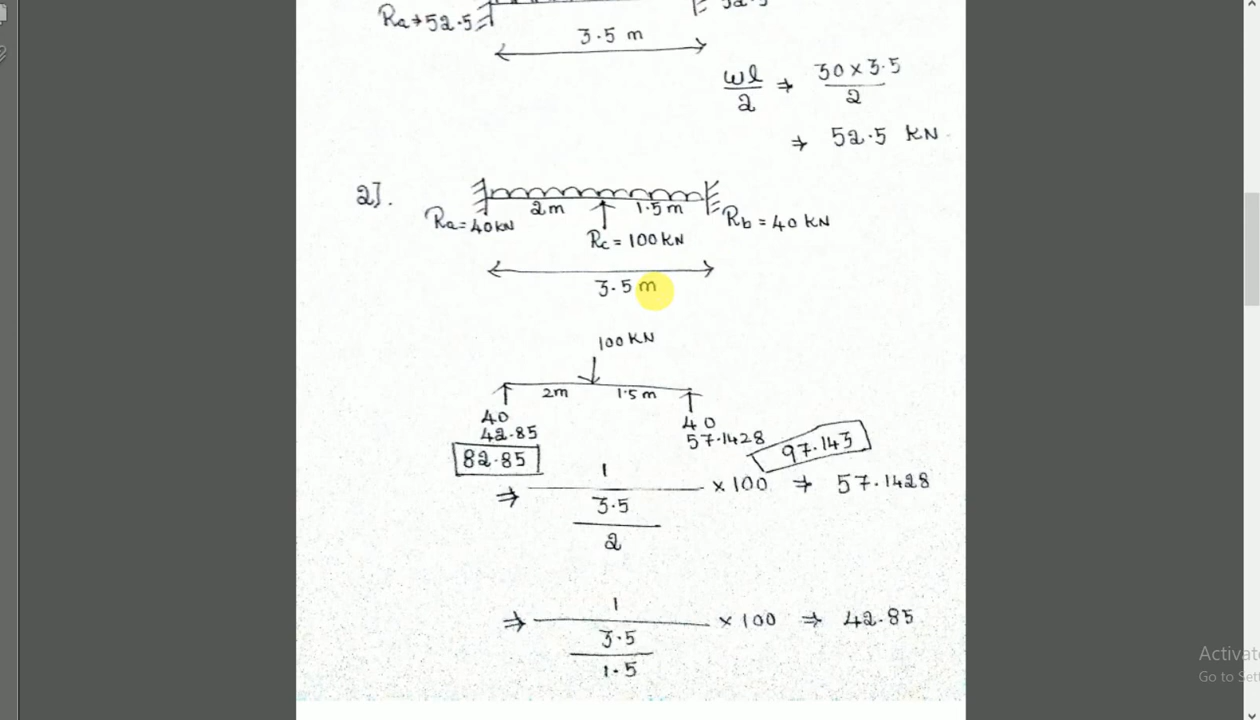 Ra→52.5
3.5 m
wl/2 ⇒ 30×3.5/2
⇒ 52.5 KN
2].
2m 1.5m
Ra=40KN Rc = 100KN Rb = 40 KN
3.5 m
100KN
2m 1.5m
40 40
42.85 57.1428
82.85 97.143
⇒ 1/(3.5/2) ×100 ⇒ 57.1428
⇒ 1/(3.5/1.5) ×100 ⇒ 42.85
Activat
Go to Set